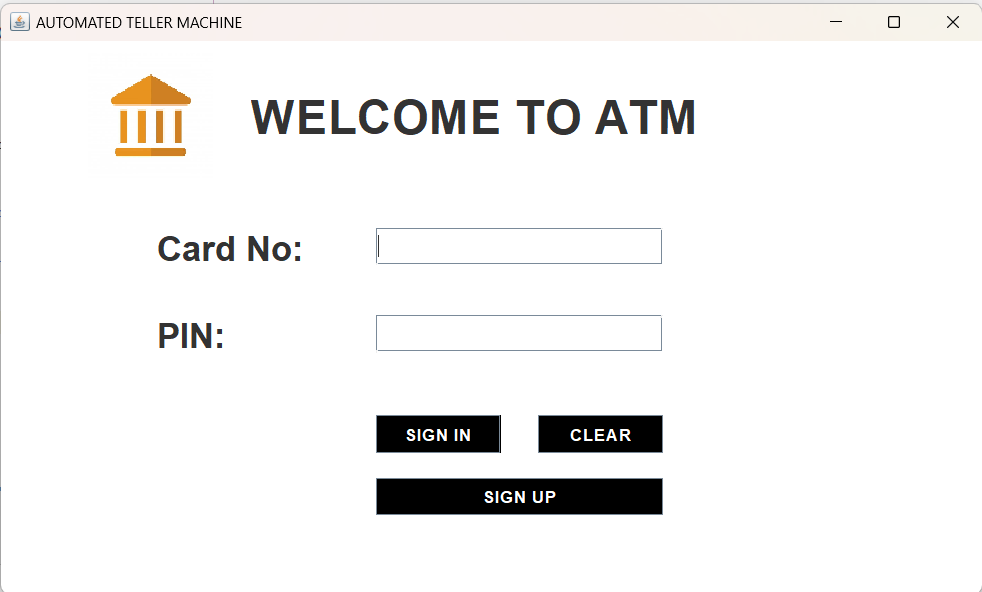 AUTOMATED TELLER MACHINE
WELCOME TO ATM
Card No:
PIN:
SIGN IN
CLEAR
SIGN UP